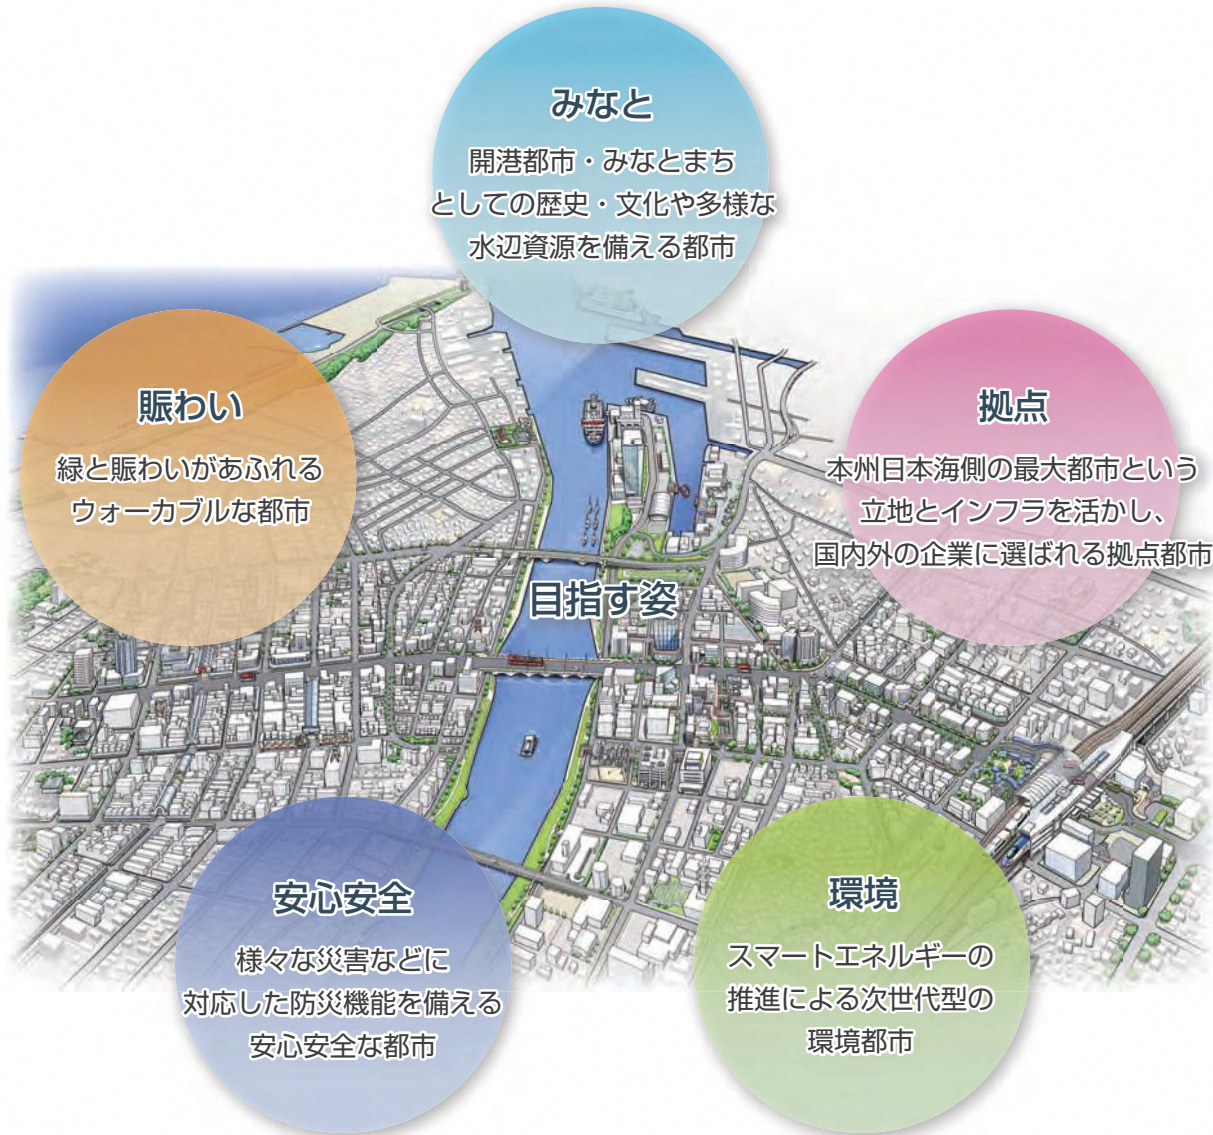 みなと
開港都市・みなとまち
としての歴史・文化や多様な
水辺資源を備える都市
賑わい
緑と賑わいがあふれる
ウォーカブルな都市
拠点
本州日本海側の最大都市という
立地とインフラを活かし、
国内外の企業に選ばれる拠点都市
目指す姿
安心安全
様々な災害などに
対応した防災機能を備える
安心安全な都市
環境
スマートエネルギーの
推進による次世代型の
環境都市